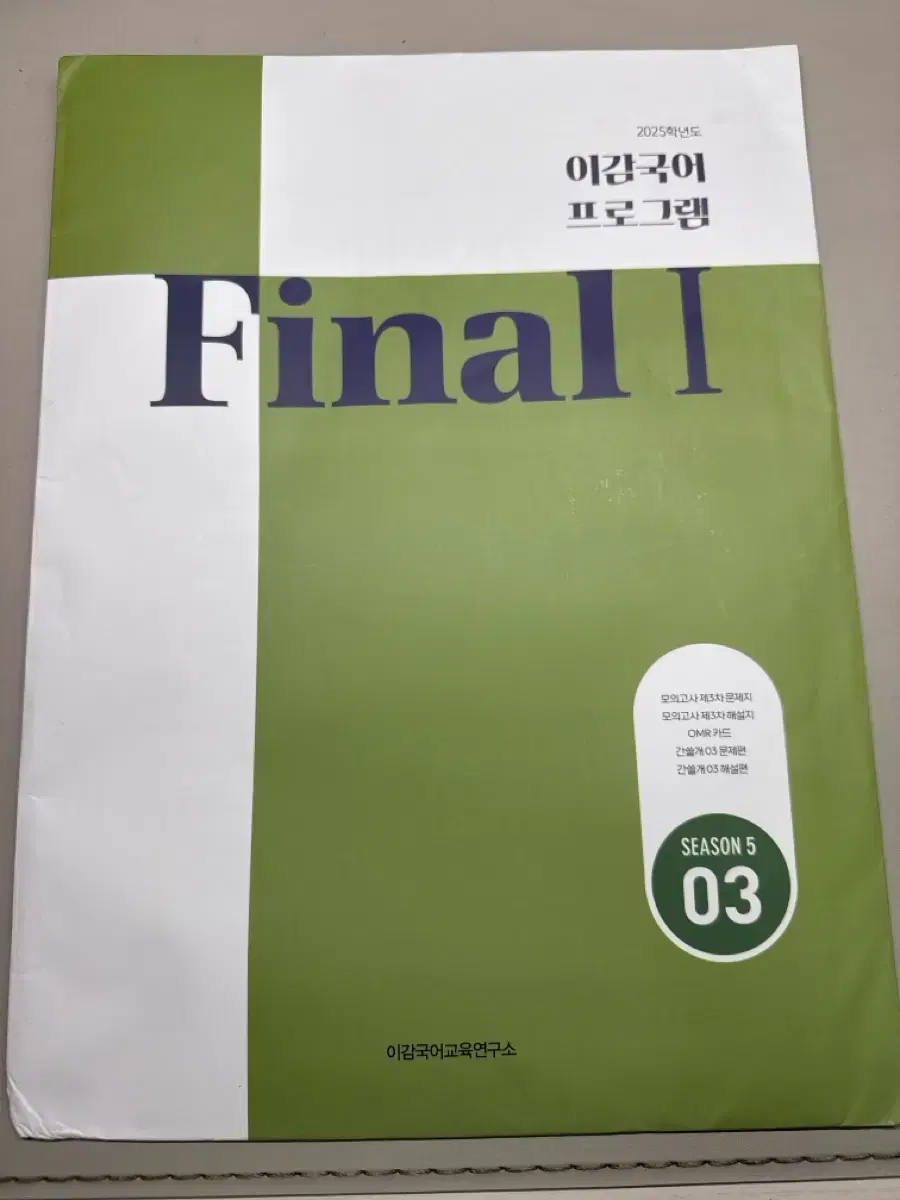 2025학년도
이감국어
프로그램
Final I
모의고사 제3차 문제지
모의고사 제3차 해설지
OMR 카드
간쓸개 03 문제편
간쓸개 03 해설편
SEASON 5
03
이감국어교육연구소